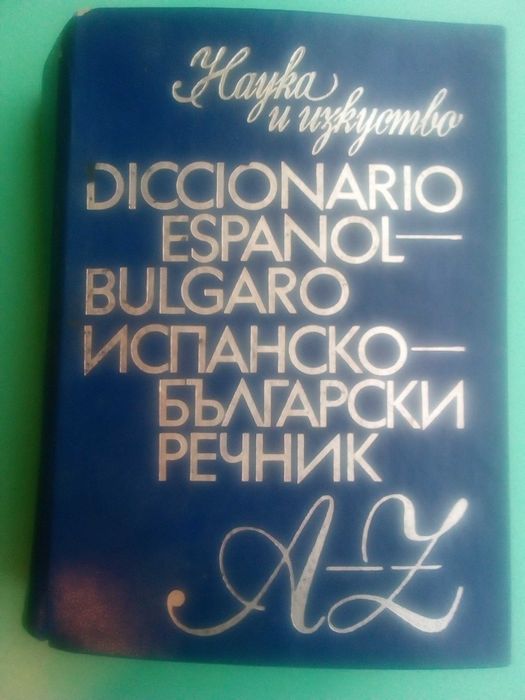 Наука
и изкуство
DICCIONARIO
ESPANOL—
BULGARO
ИСПАНСКО—
БЪЛГАРСКИ
РЕЧНИК
A–Z